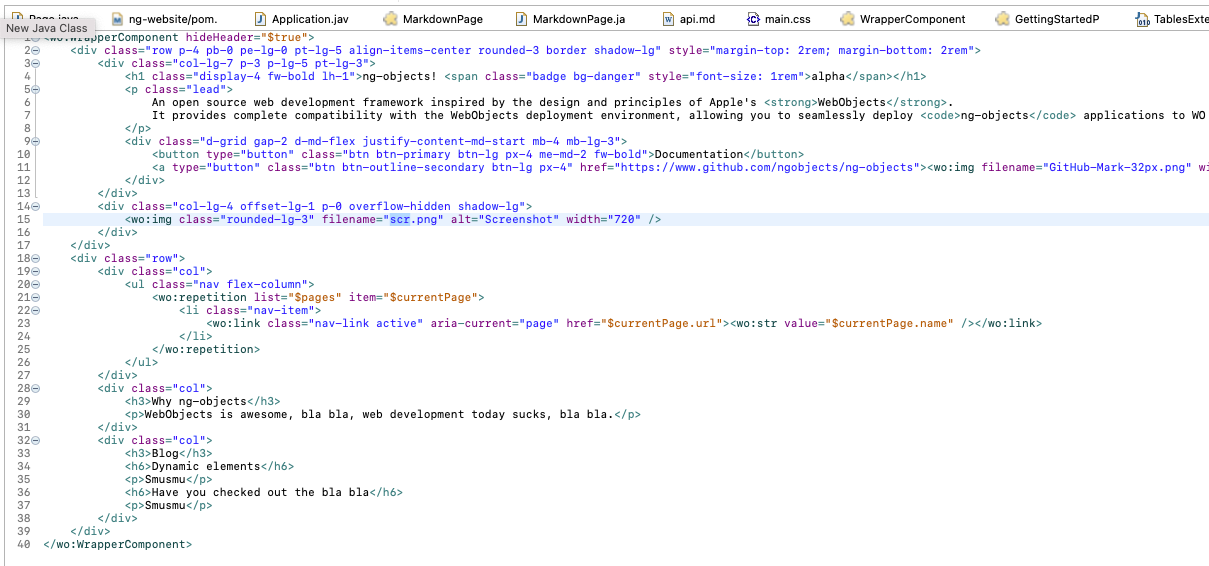 Page.java ng-website/pom. Application.jav MarkdownPage MarkdownPage.ja api.md main.css WrapperComponent GettingStartedP TablesExte
New Java Class
1 <wo:WrapperComponent hideHeader="$true">
2 <div class="row p-4 pb-0 pe-lg-0 pt-lg-5 align-items-center rounded-3 border shadow-lg" style="margin-top: 2rem; margin-bottom: 2rem">
3 <div class="col-lg-7 p-3 p-lg-5 pt-lg-3">
4 <h1 class="display-4 fw-bold lh-1">ng-objects! <span class="badge bg-danger" style="font-size: 1rem">alpha</span></h1>
5 <p class="lead">
6 An open source web development framework inspired by the design and principles of Apple's <strong>WebObjects</strong>.
7 It provides complete compatibility with the WebObjects deployment environment, allowing you to seamlessly deploy <code>ng-objects</code> applications to WO
8 </p>
9 <div class="d-grid gap-2 d-md-flex justify-content-md-start mb-4 mb-lg-3">
10 <button type="button" class="btn btn-primary btn-lg px-4 me-md-2 fw-bold">Documentation</button>
11 <a type="button" class="btn btn-outline-secondary btn-lg px-4" href="https://www.github.com/ngobjects/ng-objects"><wo:img filename="GitHub-Mark-32px.png" wi
12 </div>
13 </div>
14 <div class="col-lg-4 offset-lg-1 p-0 overflow-hidden shadow-lg">
15 <wo:img class="rounded-lg-3" filename="scr.png" alt="Screenshot" width="720" />
16 </div>
17 </div>
18 <div class="row">
19 <div class="col">
20 <ul class="nav flex-column">
21 <wo:repetition list="$pages" item="$currentPage">
22 <li class="nav-item">
23 <wo:link class="nav-link active" aria-current="page" href="$currentPage.url"><wo:str value="$currentPage.name" /></wo:link>
24 </li>
25 </wo:repetition>
26 </ul>
27 </div>
28 <div class="col">
29 <h3>Why ng-objects</h3>
30 <p>WebObjects is awesome, bla bla, web development today sucks, bla bla.</p>
31 </div>
32 <div class="col">
33 <h3>Blog</h3>
34 <h6>Dynamic elements</h6>
35 <p>Smusmu</p>
36 <h6>Have you checked out the bla bla</h6>
37 <p>Smusmu</p>
38 </div>
39 </div>
40 </wo:WrapperComponent>